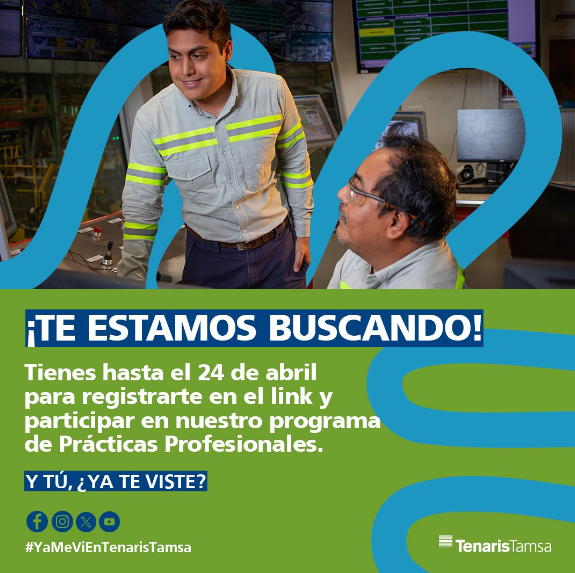 ¡TE ESTAMOS BUSCANDO!
Tienes hasta el 24 de abril
para registrarte en el link y
participar en nuestro programa
de Prácticas Profesionales.
Y TÚ, ¿YA TE VISTE?
#YaMeViEnTenarisTamsa
TenarisTamsa